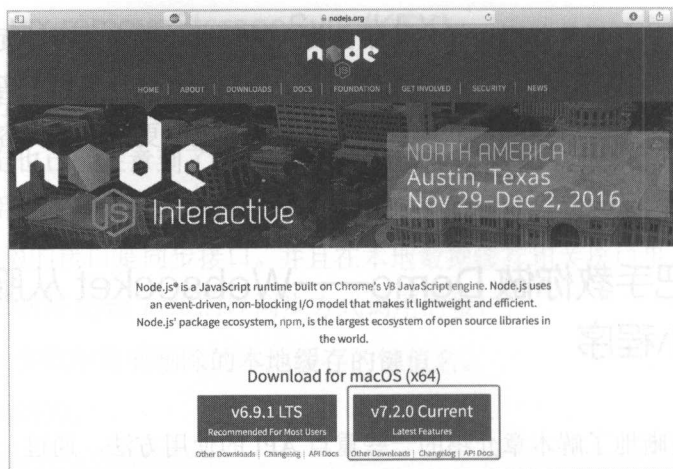 nodejs.org
node
JS
HOME | ABOUT | DOWNLOADS | DOCS | FOUNDATION | GET INVOLVED | SECURITY | NEWS
node
JS Interactive
NORTH AMERICA
Austin, Texas
Nov 29–Dec 2, 2016
Node.js® is a JavaScript runtime built on Chrome's V8 JavaScript engine. Node.js uses
an event-driven, non-blocking I/O model that makes it lightweight and efficient.
Node.js' package ecosystem, npm, is the largest ecosystem of open source libraries in
the world.
Download for macOS (x64)
v6.9.1 LTS
Recommended For Most Users
Other Downloads | Changelog | API Docs
v7.2.0 Current
Latest Features
Other Downloads | Changelog | API Docs